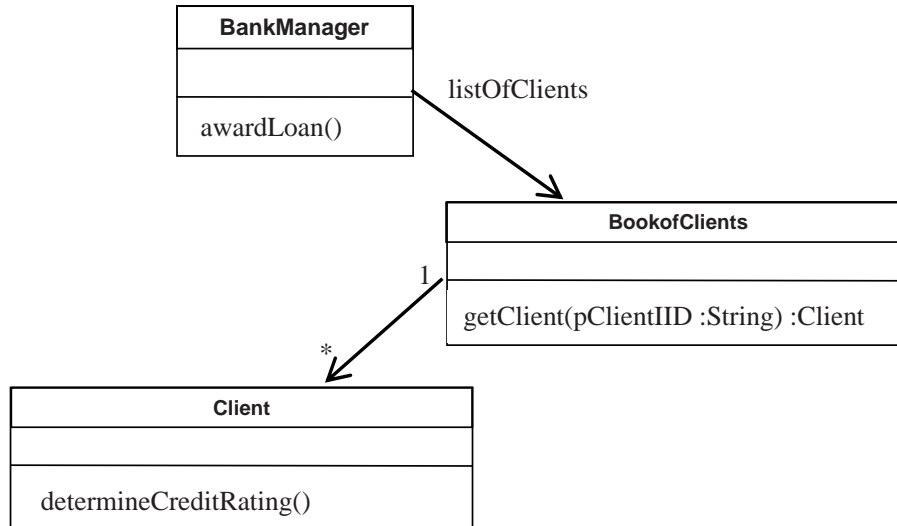 BankManager
listOfClients
awardLoan()
BookofClients
1
getClient(pClientIID :String) :Client
*
Client
determineCreditRating()